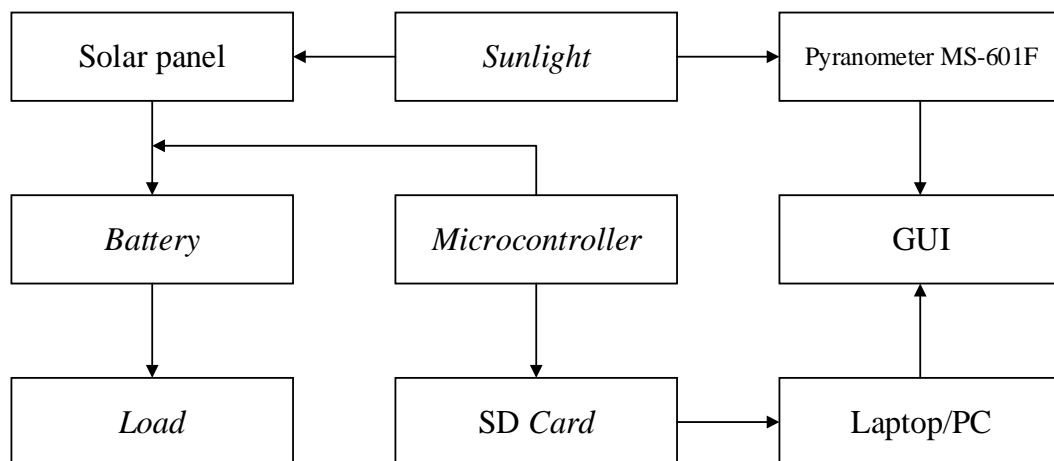 Solar panel
Sunlight
Pyranometer MS-601F
Battery
Microcontroller
GUI
Load
SD Card
Laptop/PC